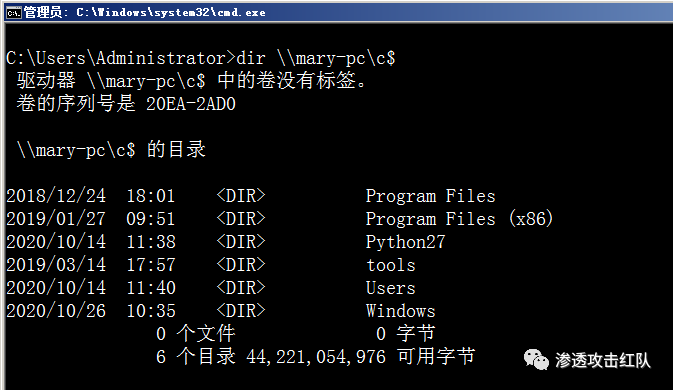 管理员: C:\Windows\system32\cmd.exe
C:\Users\Administrator>dir \\mary-pc\c$
驱动器 \\mary-pc\c$ 中的卷没有标签。
卷的序列号是 20EA-2AD0
\\mary-pc\c$ 的目录
2018/12/24  18:01    <DIR>          Program Files
2019/01/27  09:51    <DIR>          Program Files (x86)
2020/10/14  11:38    <DIR>          Python27
2019/03/14  17:57    <DIR>          tools
2020/10/14  11:40    <DIR>          Users
2020/10/26  10:35    <DIR>          Windows
0 个文件              0 字节
6 个目录 44,221,054,976 可用字节
渗透攻击红队